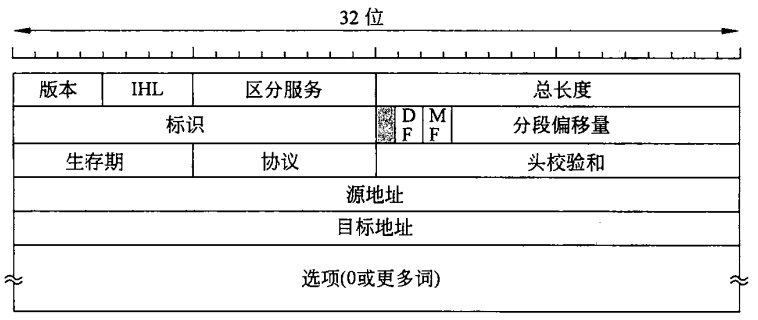 32 位
版本 IHL 区分服务 总长度
标识 DF MF 分段偏移量
生存期 协议 头校验和
源地址
目标地址
选项(0或更多词)